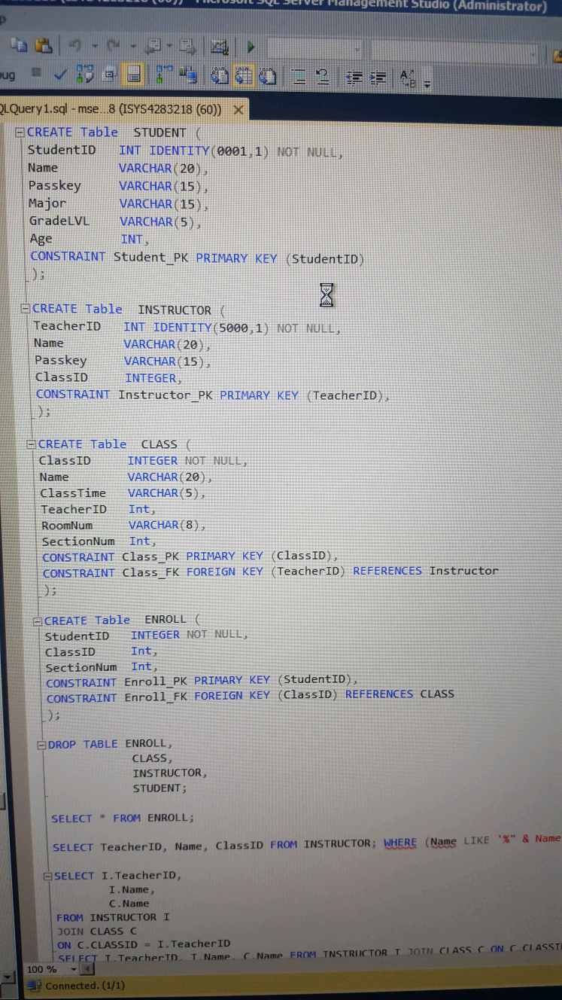 Microsoft SQL Server Management Studio (Administrator)
QLQuery1.sql - mse...8 (ISYS4283218 (60))
CREATE Table STUDENT (
StudentID INT IDENTITY(0001,1) NOT NULL,
Name VARCHAR(20),
Passkey VARCHAR(15),
Major VARCHAR(15),
GradeLVL VARCHAR(5),
Age INT,
CONSTRAINT Student_PK PRIMARY KEY (StudentID)
);
CREATE Table INSTRUCTOR (
TeacherID INT IDENTITY(5000,1) NOT NULL,
Name VARCHAR(20),
Passkey VARCHAR(15),
ClassID INTEGER,
CONSTRAINT Instructor_PK PRIMARY KEY (TeacherID),
);
CREATE Table CLASS (
ClassID INTEGER NOT NULL,
Name VARCHAR(20),
ClassTime VARCHAR(5),
TeacherID Int,
RoomNum VARCHAR(8),
SectionNum Int,
CONSTRAINT Class_PK PRIMARY KEY (ClassID),
CONSTRAINT Class_FK FOREIGN KEY (TeacherID) REFERENCES Instructor
);
CREATE Table ENROLL (
StudentID INTEGER NOT NULL,
ClassID Int,
SectionNum Int,
CONSTRAINT Enroll_PK PRIMARY KEY (StudentID),
CONSTRAINT Enroll_FK FOREIGN KEY (ClassID) REFERENCES CLASS
);
DROP TABLE ENROLL,
CLASS,
INSTRUCTOR,
STUDENT;
SELECT * FROM ENROLL;
SELECT TeacherID, Name, ClassID FROM INSTRUCTOR; WHERE (Name LIKE '%" & Name
SELECT I.TeacherID,
I.Name,
C.Name
FROM INSTRUCTOR I
JOIN CLASS C
ON C.CLASSID = I.TeacherID
SELECT I.TeacherID, I.Name, C.Name FROM INSTRUCTOR I JOIN CLASS C ON C.CLASSI
100 %
Connected. (1/1)